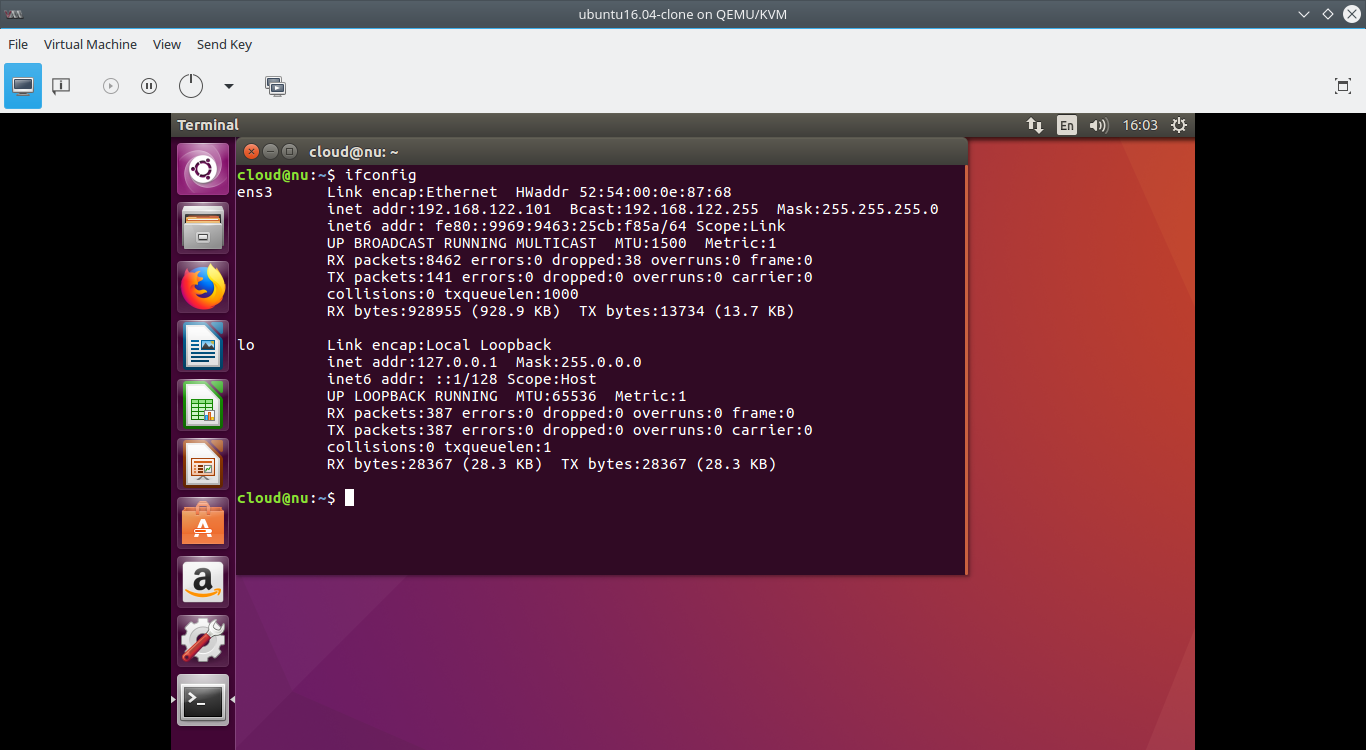 ubuntu16.04-clone on QEMU/KVM
File Virtual Machine View Send Key
Terminal En 16:03
cloud@nu: ~
cloud@nu:~$ ifconfig
ens3      Link encap:Ethernet  HWaddr 52:54:00:0e:87:68
          inet addr:192.168.122.101  Bcast:192.168.122.255  Mask:255.255.255.0
          inet6 addr: fe80::9969:9463:25cb:f85a/64 Scope:Link
          UP BROADCAST RUNNING MULTICAST  MTU:1500  Metric:1
          RX packets:8462 errors:0 dropped:38 overruns:0 frame:0
          TX packets:141 errors:0 dropped:0 overruns:0 carrier:0
          collisions:0 txqueuelen:1000
          RX bytes:928955 (928.9 KB)  TX bytes:13734 (13.7 KB)
lo        Link encap:Local Loopback
          inet addr:127.0.0.1  Mask:255.0.0.0
          inet6 addr: ::1/128 Scope:Host
          UP LOOPBACK RUNNING  MTU:65536  Metric:1
          RX packets:387 errors:0 dropped:0 overruns:0 frame:0
          TX packets:387 errors:0 dropped:0 overruns:0 carrier:0
          collisions:0 txqueuelen:1
          RX bytes:28367 (28.3 KB)  TX bytes:28367 (28.3 KB)
cloud@nu:~$